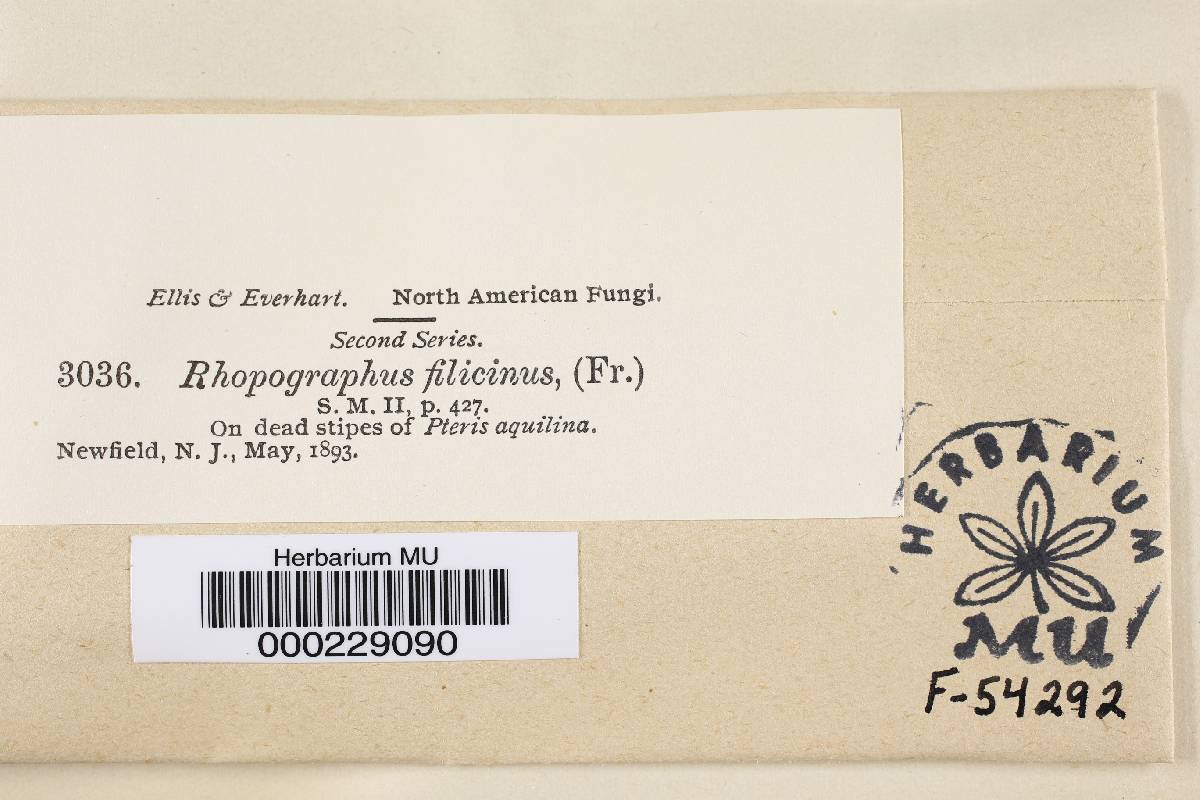 Ellis & Everhart. North American Fungi.
Second Series.
3036. Rhopographus filicinus, (Fr.)
S. M. II, p. 427.
On dead stipes of Pteris aquilina.
Newfield, N. J., May, 1893.
Herbarium MU
000229090
HERBARIUM
MU
F-54292